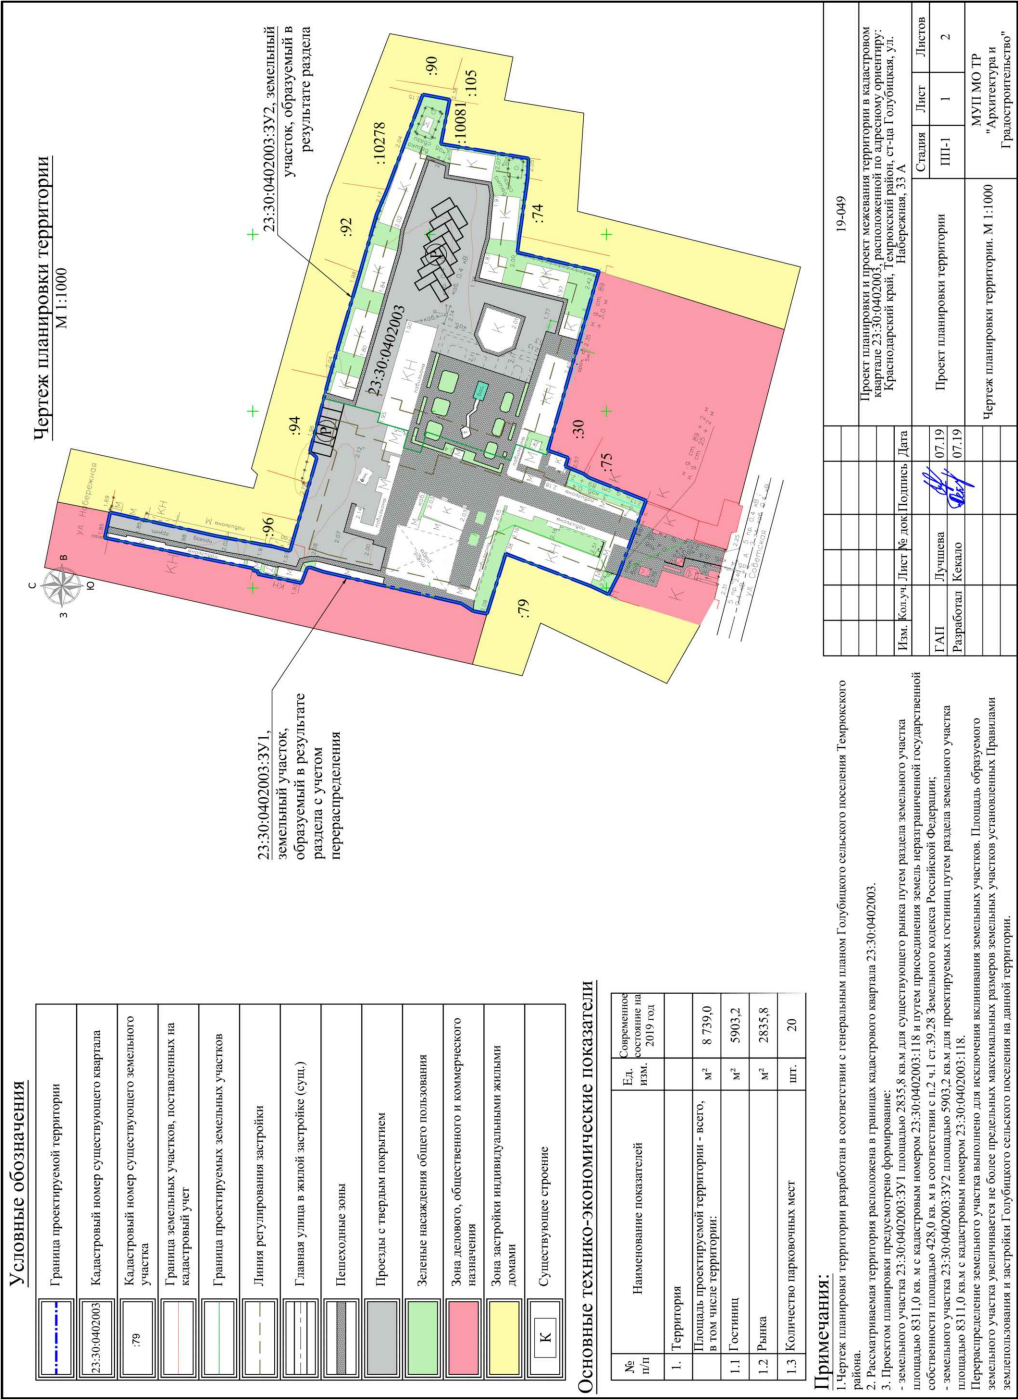 Условные обозначения
Граница проектируемой территории
23:30:0402003
Кадастровый номер существующего квартала
:79
Кадастровый номер существующего земельного
участка
Граница земельных участков, поставленных на
кадастровый учет
Граница проектируемых земельных участков
Линия регулирования застройки
Главная улица в жилой застройке (сущ.)
Пешеходные зоны
Проезды с твердым покрытием
Зеленые насаждения общего пользования
Зона делового, общественного и коммерческого
назначения
Зона застройки индивидуальными жилыми
домами
К
Существующее строение
Чертеж планировки территории
М 1:1000
С
В
Ю
З
23:30:0402003:ЗУ1,
земельный участок,
образуемый в результате
раздела с учетом
перераспределения
23:30:0402003:ЗУ2, земельный
участок, образуемый в
результате раздела
23:30:0402003
:96
:94
:92
:10278
:90
:105
:10081
:74
:30
:75
:79
ул. Набережная
ул. Советская
Основные технико-экономические показатели
№
п/п
Наименование показателей
Ед.
изм.
Современное
состояние на
2019 год
1. Территория
Площадь проектируемой территории - всего,
в том числе территории:
м² 8 739,0
1.1 Гостиниц м² 5903,2
1.2 Рынка м² 2835,8
1.3 Количество парковочных мест шт. 20
Примечания:
1.Чертеж планировки территории разработан в соответствии с генеральным планом Голубицкого сельского поселения Темрюкского
района.
2. Рассматриваемая территория расположена в границах кадастрового квартала 23:30:0402003.
3. Проектом планировки предусмотрено формирование:
- земельного участка 23:30:0402003:ЗУ1 площадью 2835,8 кв.м для существующего рынка путем раздела земельного участка
площадью 8311,0 кв. м с кадастровым номером 23:30:0402003:118 и путем присоединения земель неразграниченной государственной
собственности площадью 428,0 кв. м в соответствии с п.2 ч.1 ст.39.28 Земельного кодекса Российской Федерации;
- земельного участка 23:30:0402003:ЗУ2 площадью 5903,2 кв.м для проектируемых гостиниц путем раздела земельного участка
площадью 8311,0 кв.м с кадастровым номером 23:30:0402003:118.
Перераспределение земельного участка выполнено для исключения вклинивания земельных участков. Площадь образуемого
земельного участка увеличивается не более предельных максимальных размеров земельных участков установленных Правилами
землепользования и застройки Голубицкого сельского поселения на данной территории.
19-049
Проект планировки и проект межевания территории в кадастровом
квартале 23:30:0402003, расположенной по адресному ориентиру:
Краснодарский край, Темрюкский район, ст-ца Голубицкая, ул.
Набережная, 33 А
Изм. Кол.уч Лист № док Подпись Дата
ГАП Лучшева 07.19
Разработал Кекало 07.19
Проект планировки территории
Стадия Лист Листов
ПП-1 1 2
Чертеж планировки территории. М 1:1000
МУП МО ТР
"Архитектура и
Градостроительство"